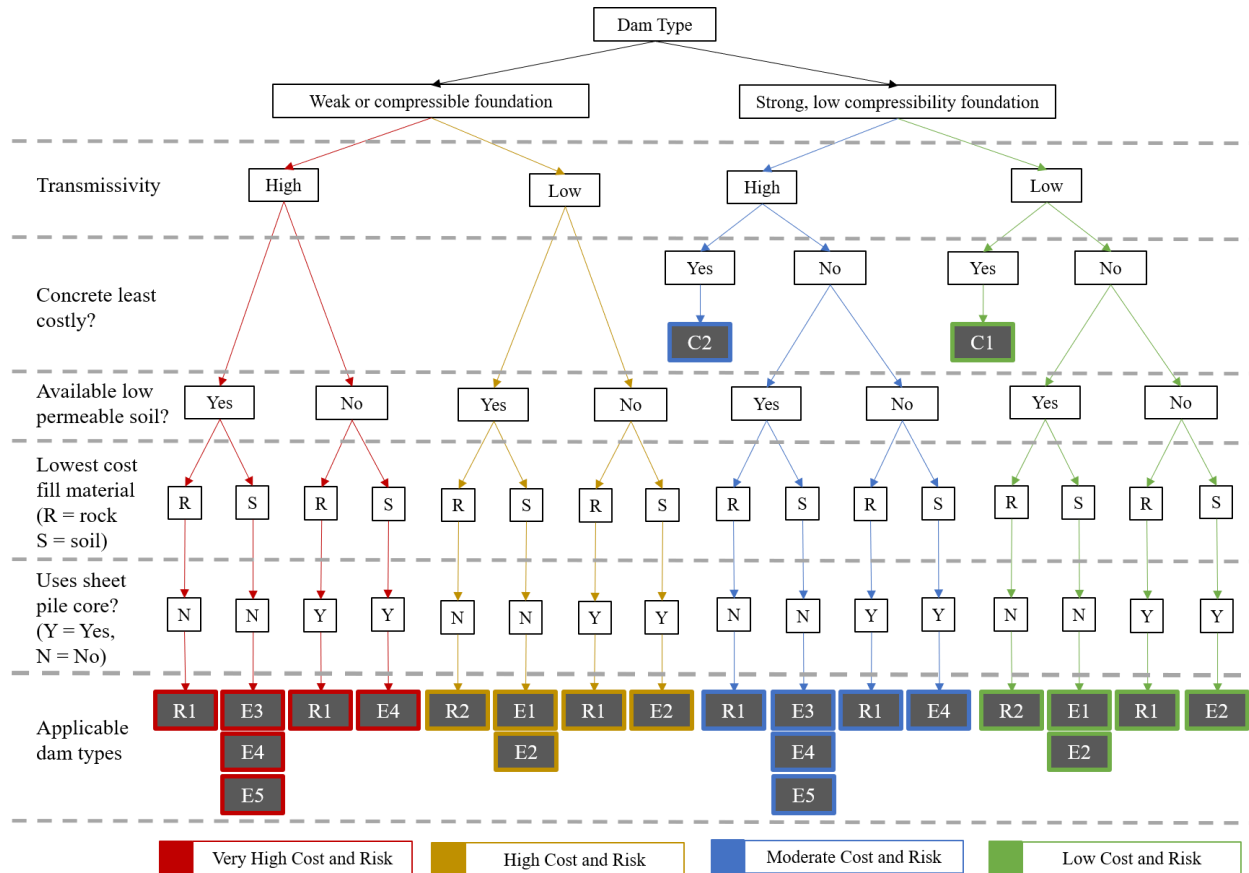 Dam Type
Weak or compressible foundation
Strong, low compressibility foundation
Transmissivity
High
Low
High
Low
Concrete least
costly?
Yes
No
Yes
No
C2
C1
Available low
permeable soil?
Yes
No
Yes
No
Yes
No
Yes
No
Lowest cost
fill material
(R = rock
S = soil)
R
S
R
S
R
S
R
S
R
S
R
S
R
S
R
S
Uses sheet
pile core?
(Y = Yes,
N = No)
N
N
Y
Y
N
N
Y
Y
N
N
Y
Y
N
N
Y
Y
Applicable
dam types
R1
E3
R1
E4
R2
E1
R1
E2
R1
E3
R1
E4
R2
E1
R1
E2
E4
E2
E4
E2
E5
E5
Very High Cost and Risk
High Cost and Risk
Moderate Cost and Risk
Low Cost and Risk